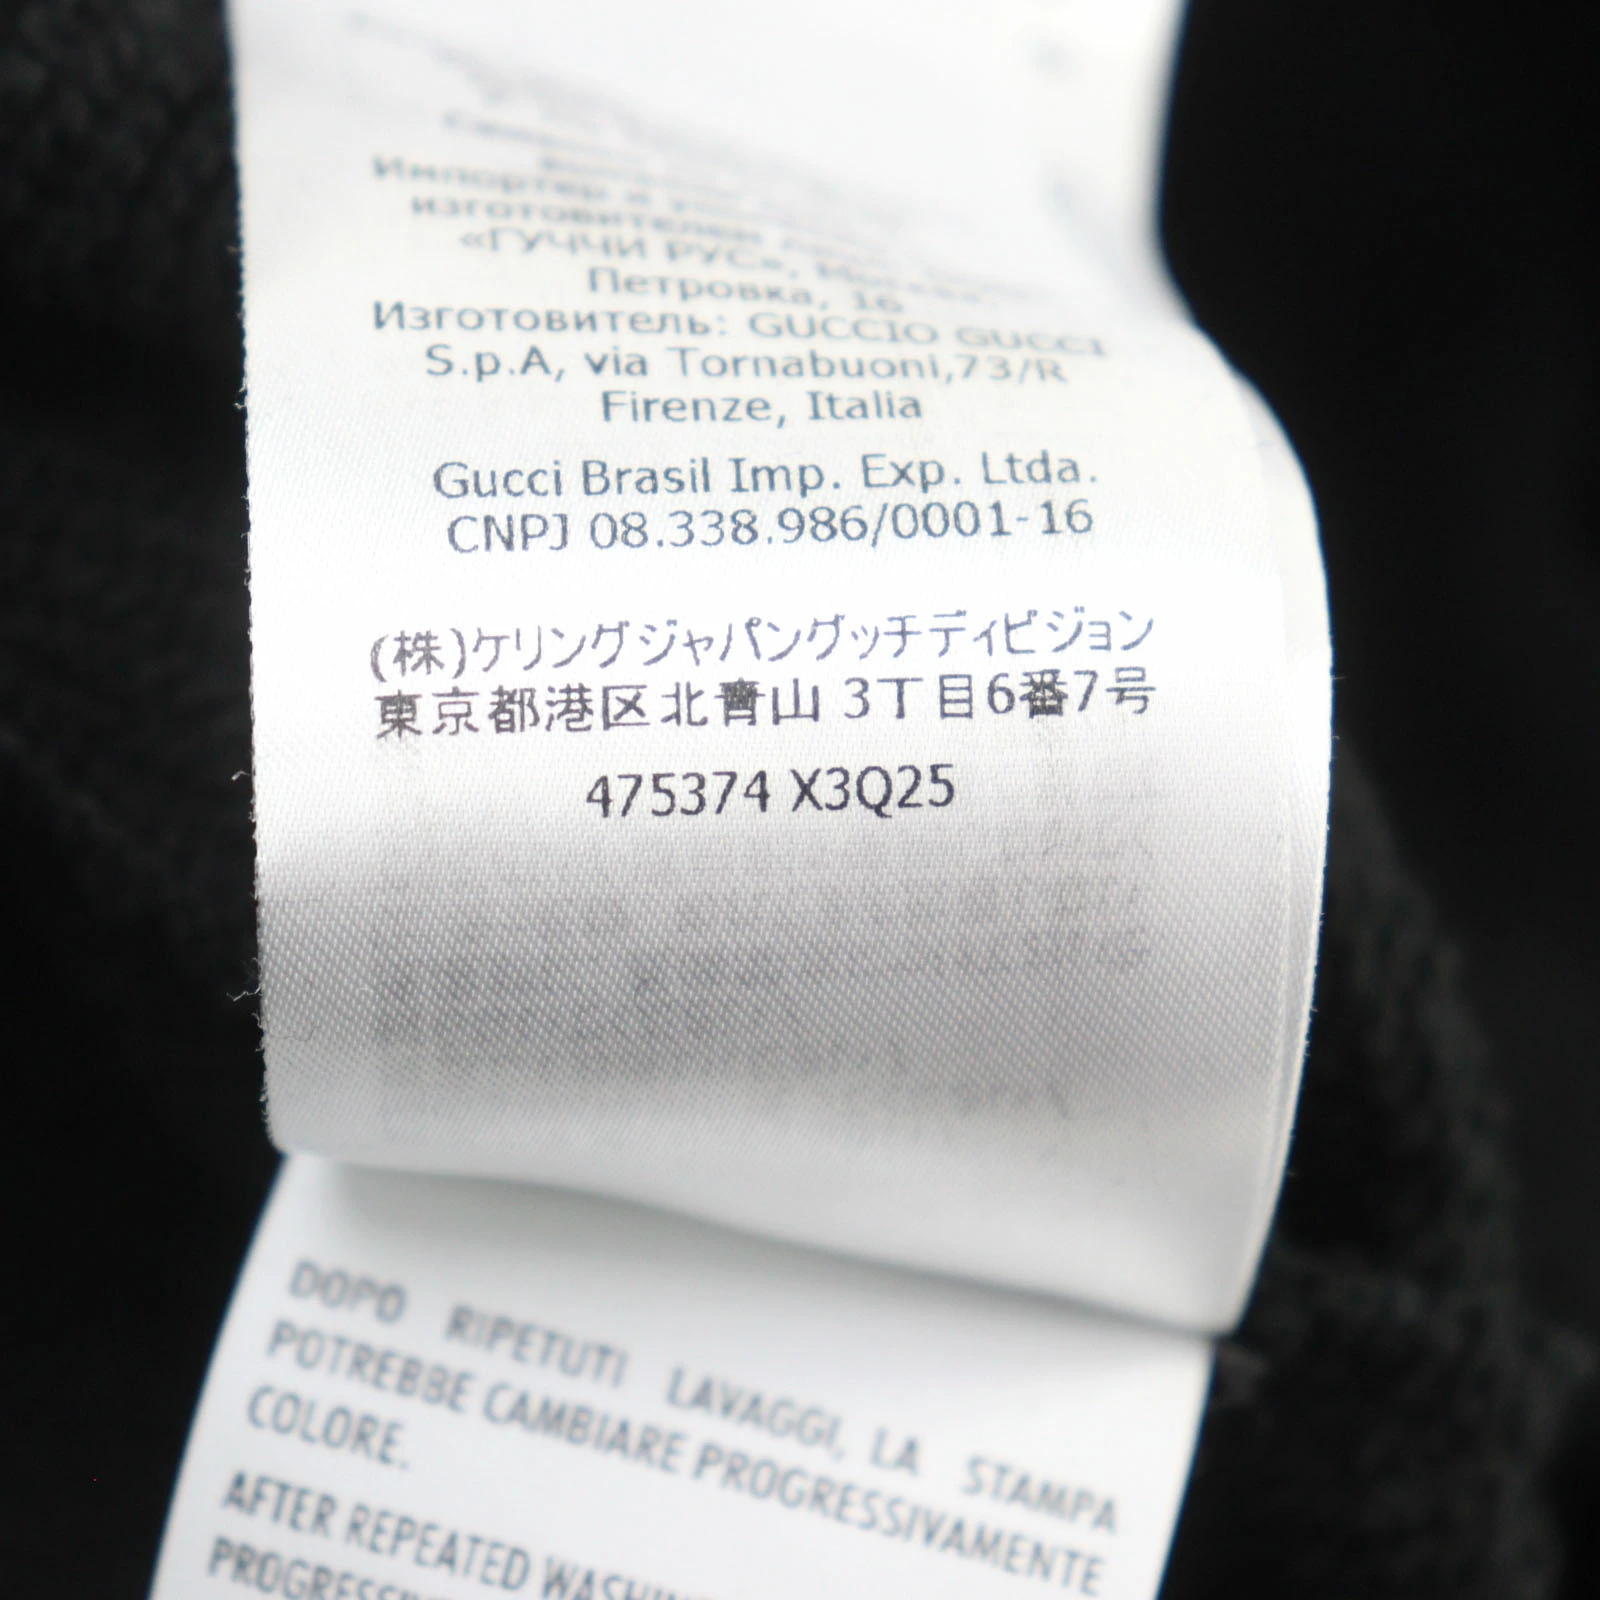 Импортер и
изготовителем
«ГУЧЧИ РУС», Москва,
Петровка, 16
Изготовитель: GUCCIO GUCCI
S.p.A, via Tornabuoni,73/R
Firenze, Italia
Gucci Brasil Imp. Exp. Ltda.
CNPJ 08.338.986/0001-16
(株)ケリングジャパングッチディビジョン
東京都港区北青山 3丁目6番7号
475374 X3Q25
DOPO RIPETUTI LAVAGGI, LA STAMPA
POTREBBE CAMBIARE PROGRESSIVAMENTE
COLORE.
AFTER REPEATED